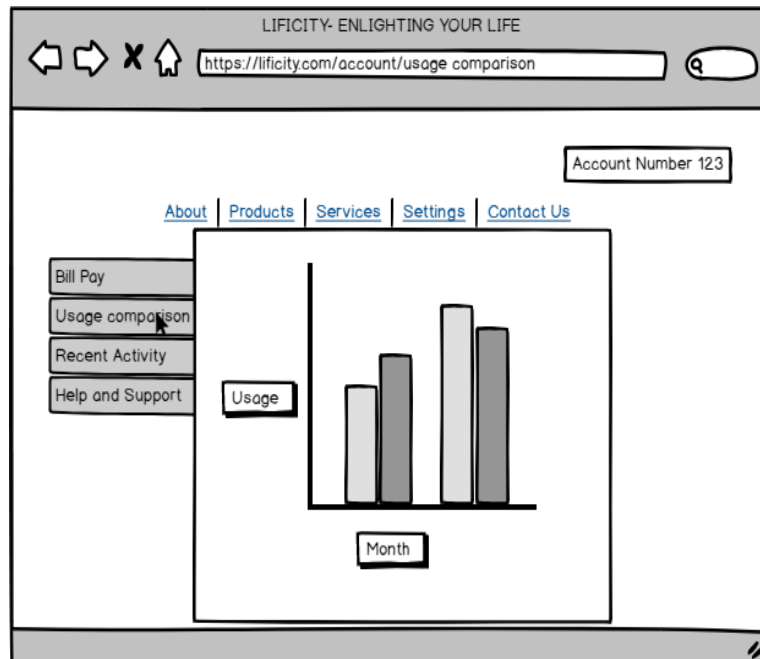 LIFICITY- ENLIGHTING YOUR LIFE
https://lificity.com/account/usage comparison
Account Number 123
About
Products
Services
Settings
Contact Us
Bill Pay
Usage comparison
Recent Activity
Help and Support
Usage
Month